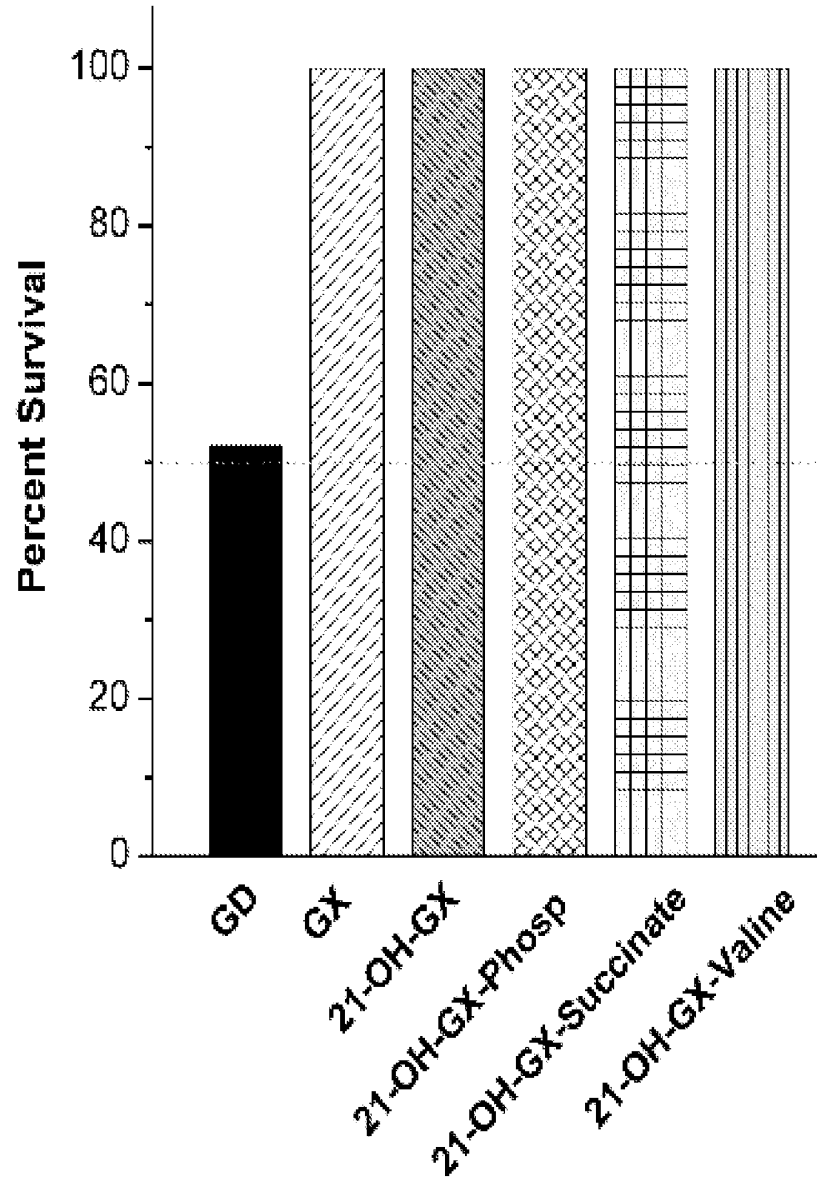 Percent Survival
100
80
60
40
20
0
GD
GX
21-OH-GX
21-OH-GX-Phosp
21-OH-GX-Succinate
21-OH-GX-Valine